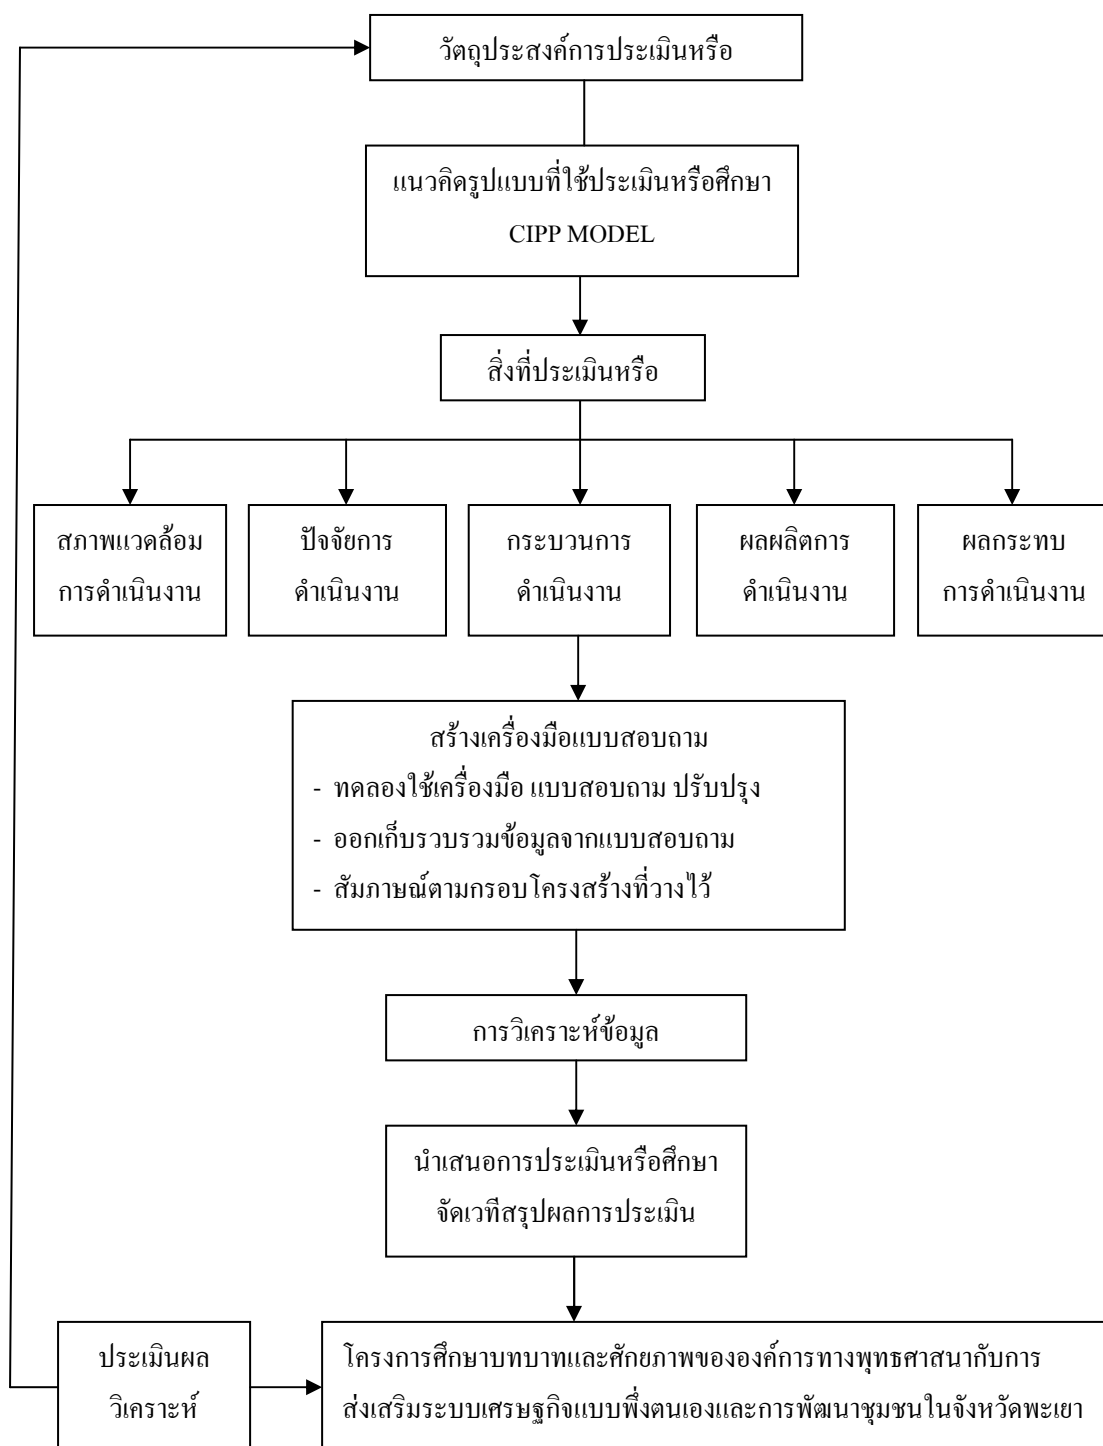 วัตถุประสงค์การประเมินหรือ
แนวคิดรูปแบบที่ใช้ประเมินหรือศึกษา
CIPP MODEL
สิ่งที่ประเมินหรือ
สภาพแวดล้อม
การดำเนินงาน
ปัจจัยการ
ดำเนินงาน
กระบวนการ
ดำเนินงาน
ผลผลิตการ
ดำเนินงาน
ผลกระทบ
การดำเนินงาน
สร้างเครื่องมือแบบสอบถาม
- ทดลองใช้เครื่องมือ แบบสอบถาม ปรับปรุง
- ออกเก็บรวบรวมข้อมูลจากแบบสอบถาม
- สัมภาษณ์ตามกรอบโครงสร้างที่วางไว้
การวิเคราะห์ข้อมูล
นำเสนอการประเมินหรือศึกษา
จัดเวทีสรุปผลการประเมิน
ประเมินผล
วิเคราะห์
โครงการศึกษาบทบาทและศักยภาพขององค์การทางพุทธศาสนากับการ
ส่งเสริมระบบเศรษฐกิจแบบพึ่งตนเองและการพัฒนาชุมชนในจังหวัดพะเยา